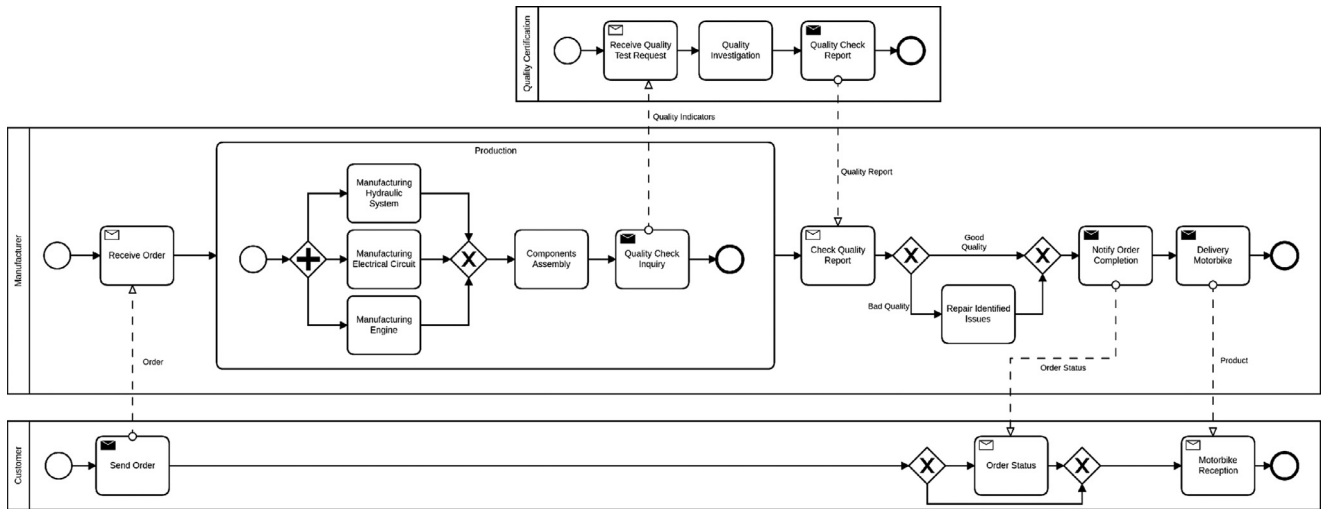 Quality Certification
Receive Quality
Test Request
Quality
Investigation
Quality Check
Report
Quality Indicators
Quality Report
Manufacturer
Receive Order
Production
Manufacturing
Hydraulic
System
Manufacturing
Electrical Circuit
Manufacturing
Engine
Components
Assembly
Quality Check
Inquiry
Check Quality
Report
Good
Quality
Bad Quality
Repair Identified
Issues
Notify Order
Completion
Delivery
Motorbike
Order
Order Status
Product
Customer
Send Order
Order Status
Motorbike
Reception